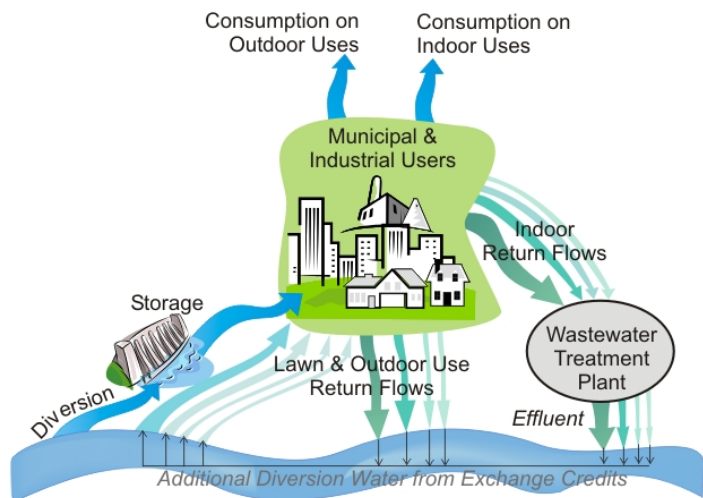 Consumption on
Outdoor Uses
Consumption on
Indoor Uses
Municipal &
Industrial Users
Indoor
Return Flows
Storage
Wastewater
Treatment
Plant
Lawn & Outdoor Use
Return Flows
Diversion
Effluent
Additional Diversion Water from Exchange Credits